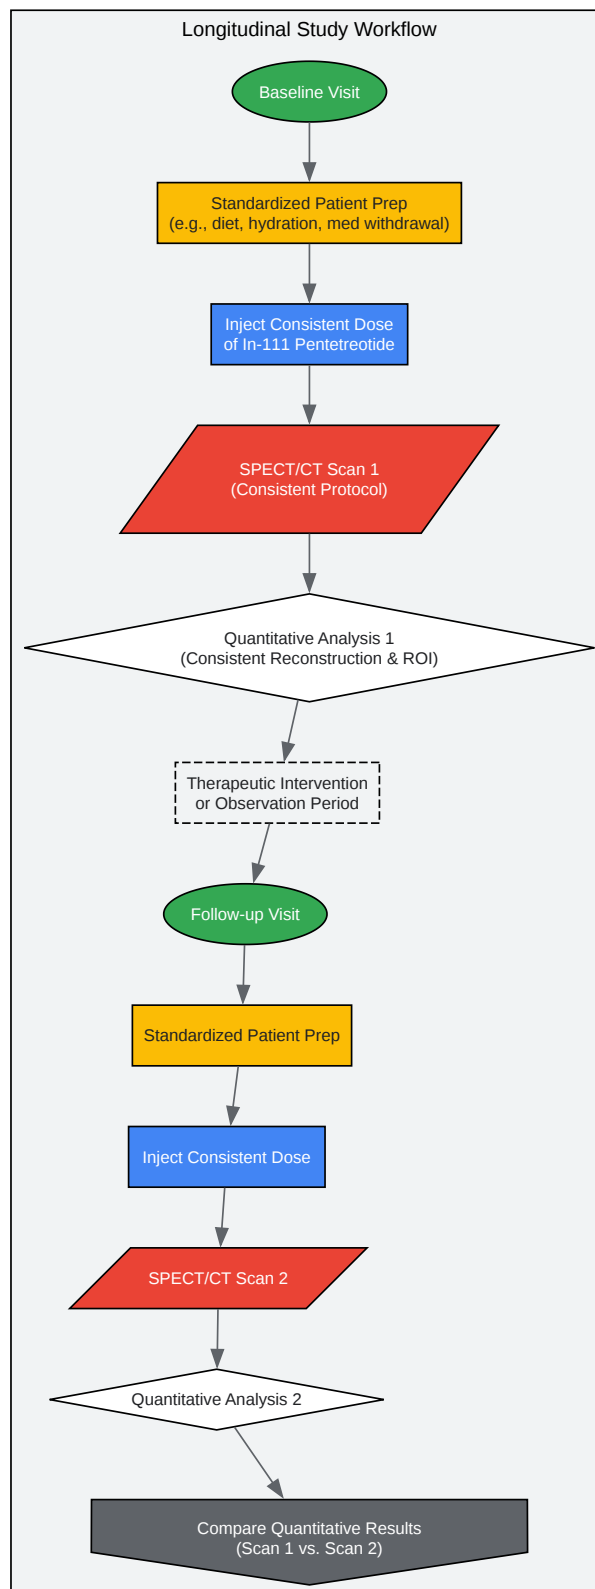 Longitudinal Study Workflow
Baseline Visit
Standardized Patient Prep
(e.g., diet, hydration, med withdrawal)
Inject Consistent Dose
of In-111 Pentetreotide
SPECT/CT Scan 1
(Consistent Protocol)
Quantitative Analysis 1
(Consistent Reconstruction & ROI)
Therapeutic Intervention
or Observation Period
Follow-up Visit
Standardized Patient Prep
Inject Consistent Dose
SPECT/CT Scan 2
Quantitative Analysis 2
Compare Quantitative Results
(Scan 1 vs. Scan 2)